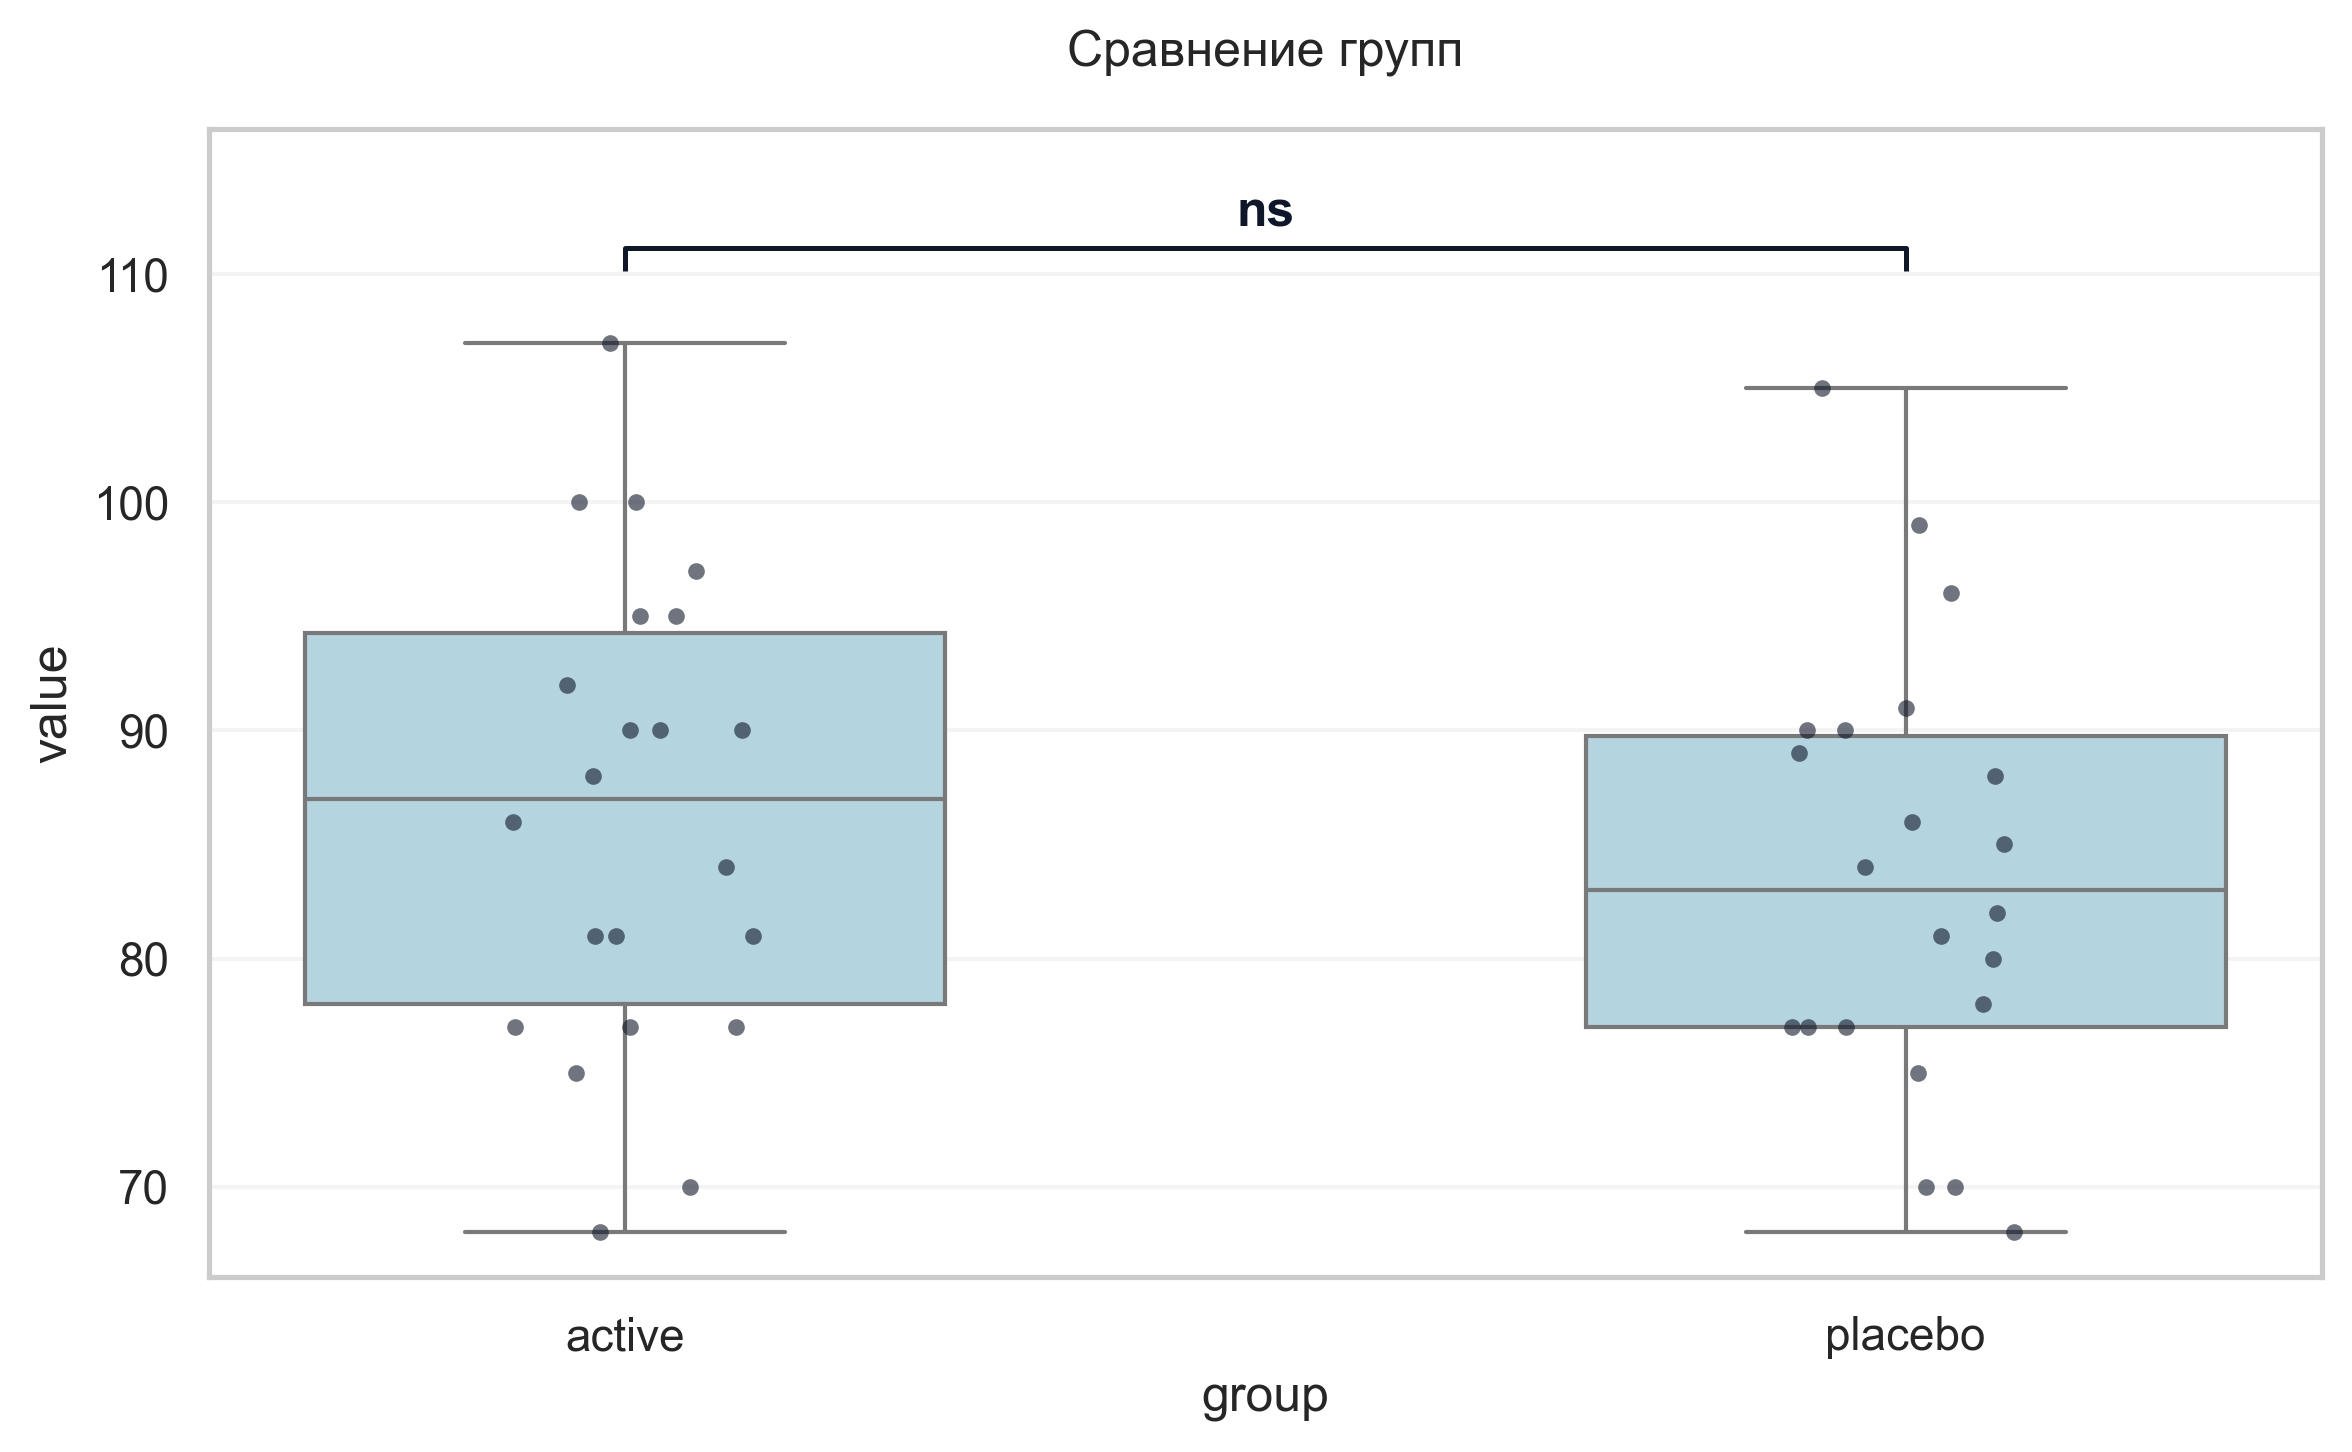 Сравнение групп
ns
110
100
90
80
70
value
active
placebo
group